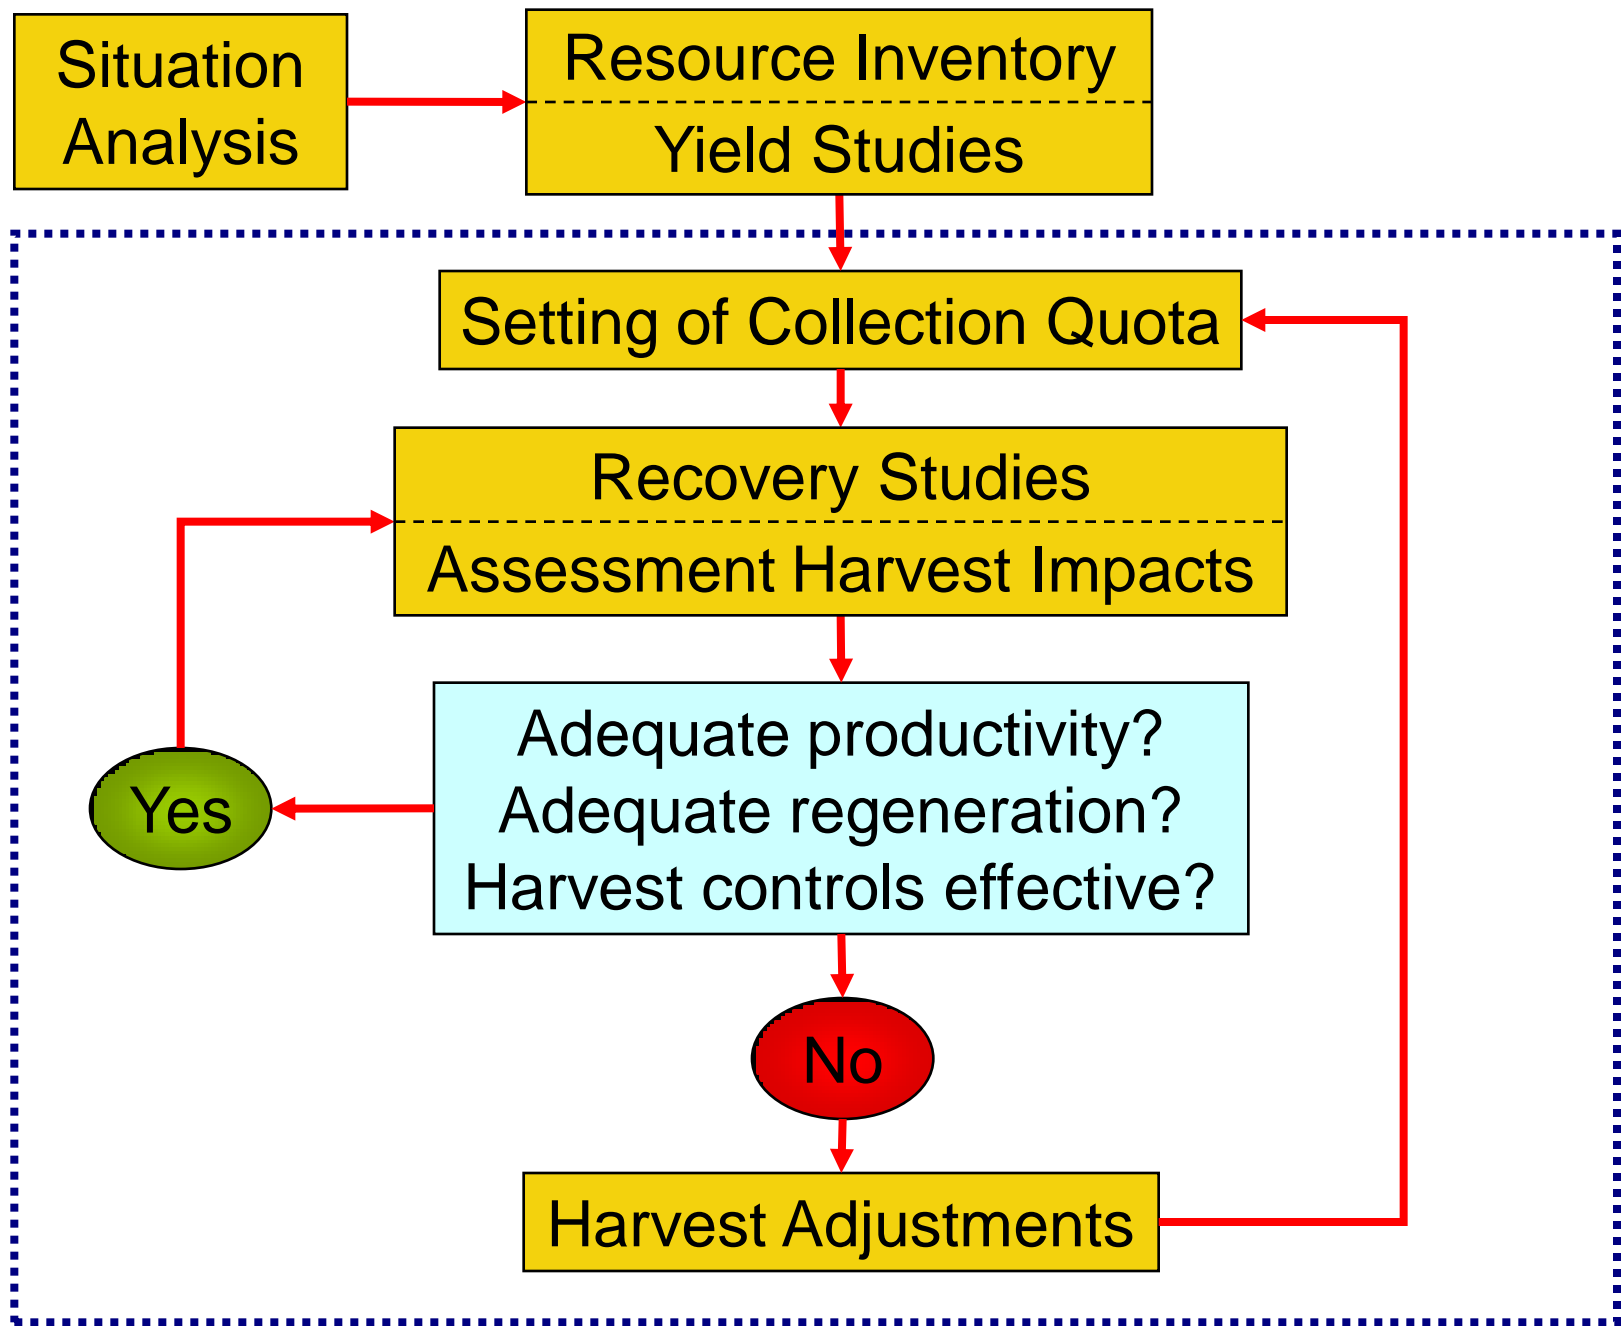 Situation
Analysis
Resource Inventory
Yield Studies
Setting of Collection Quota
Recovery Studies
Assessment Harvest Impacts
Adequate productivity?
Adequate regeneration?
Harvest controls effective?
Yes
No
Harvest Adjustments